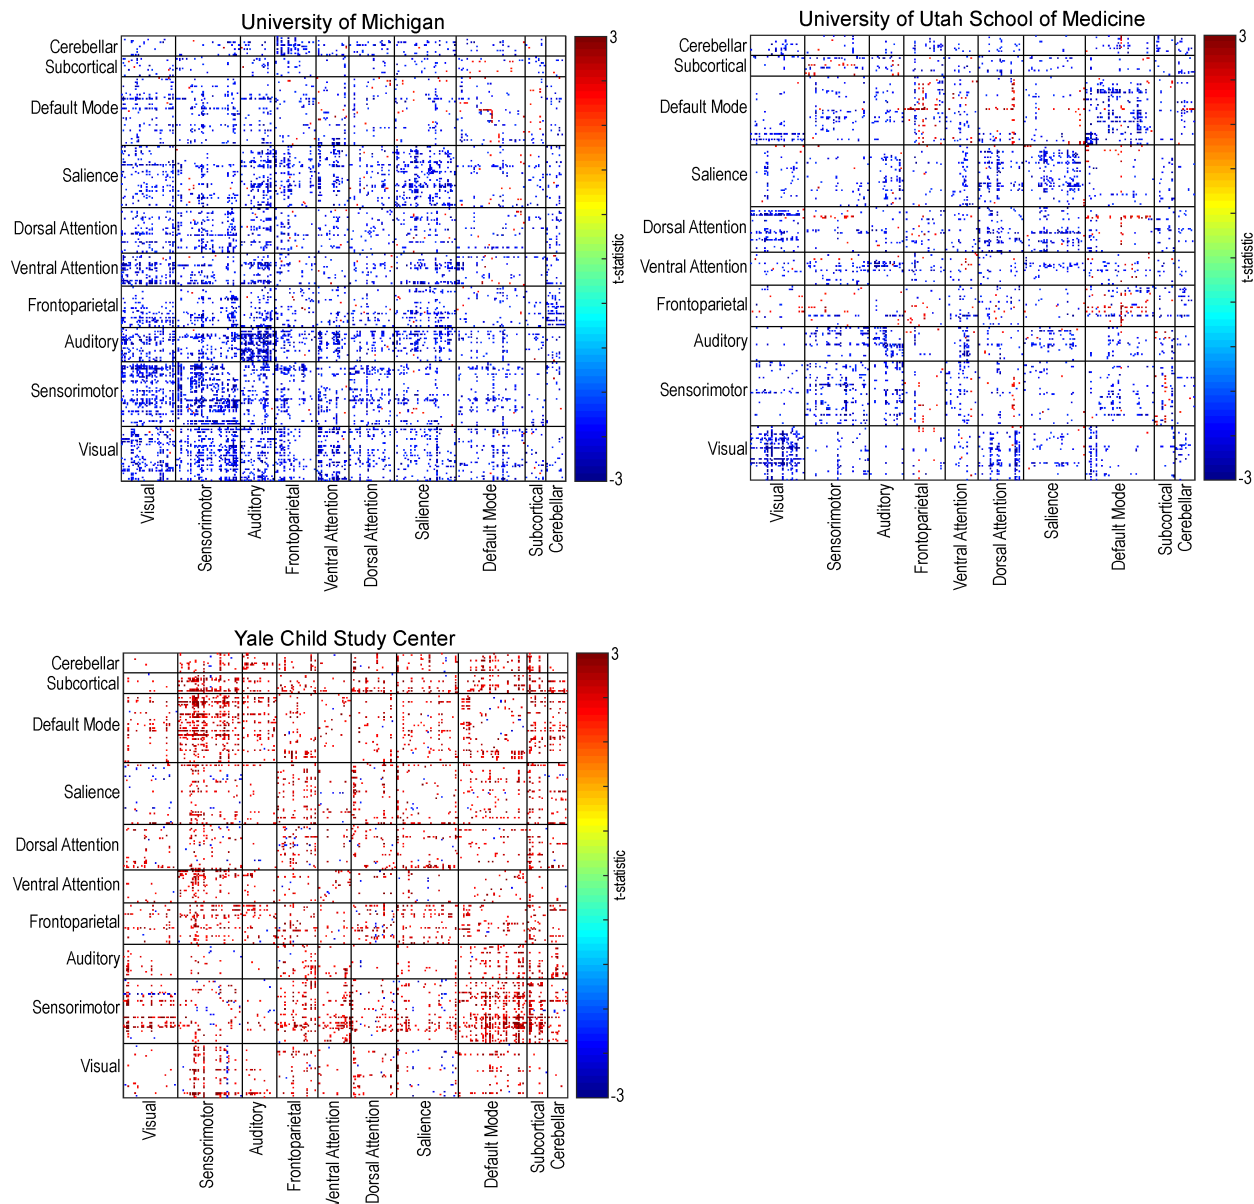 University of Michigan
Cerebellar
Subcortical
Default Mode
Salience
Dorsal Attention
Ventral Attention
Frontoparietal
Auditory
Sensorimotor
Visual
Visual
Sensorimotor
Auditory
Frontoparietal
Ventral Attention
Dorsal Attention
Salience
Default Mode
Subcortical
Cerebellar
3
t-statistic
-3
University of Utah School of Medicine
Cerebellar
Subcortical
Default Mode
Salience
Dorsal Attention
Ventral Attention
Frontoparietal
Auditory
Sensorimotor
Visual
Visual
Sensorimotor
Auditory
Frontoparietal
Ventral Attention
Dorsal Attention
Salience
Default Mode
Subcortical
Cerebellar
3
t-statistic
-3
Yale Child Study Center
Cerebellar
Subcortical
Default Mode
Salience
Dorsal Attention
Ventral Attention
Frontoparietal
Auditory
Sensorimotor
Visual
Visual
Sensorimotor
Auditory
Frontoparietal
Ventral Attention
Dorsal Attention
Salience
Default Mode
Subcortical
Cerebellar
3
t-statistic
-3